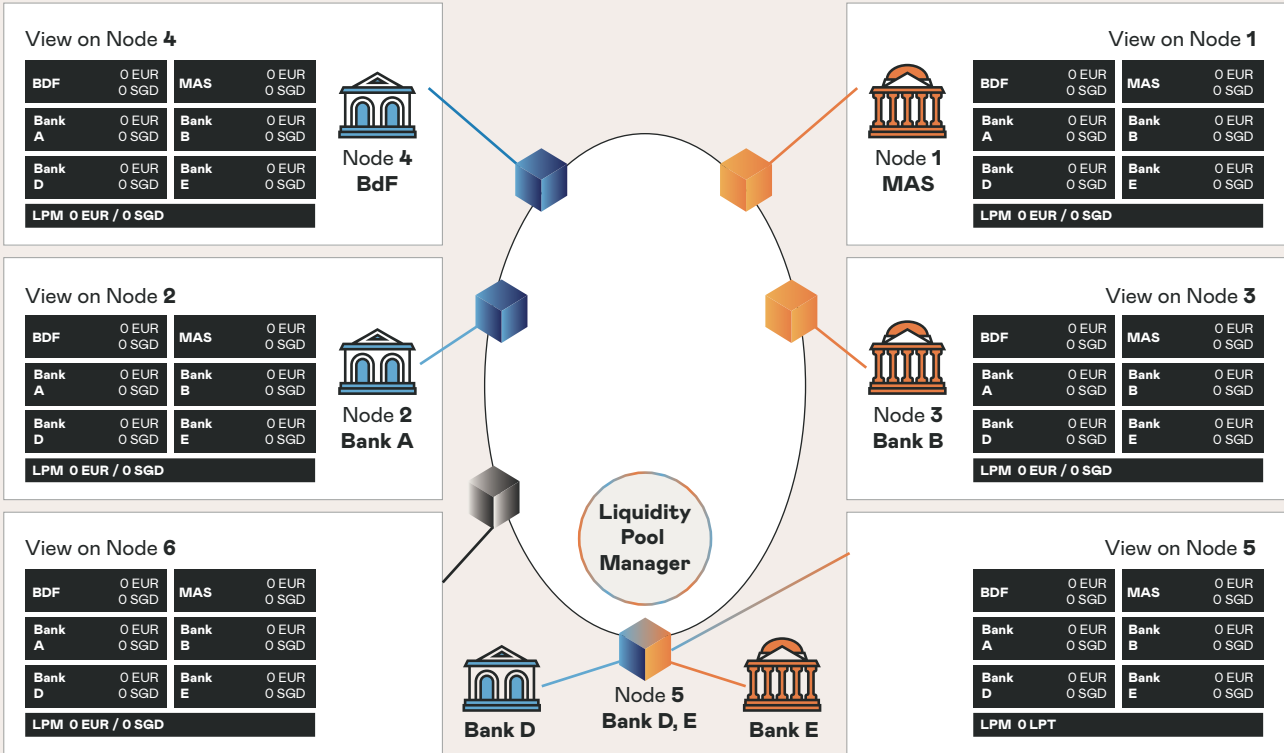 View on Node 4
BDF 0 EUR 0 SGD MAS 0 EUR 0 SGD
Bank A 0 EUR 0 SGD Bank B 0 EUR 0 SGD
Bank D 0 EUR 0 SGD Bank E 0 EUR 0 SGD
LPM 0 EUR / 0 SGD
Node 4
BdF
View on Node 1
BDF 0 EUR 0 SGD MAS 0 EUR 0 SGD
Bank A 0 EUR 0 SGD Bank B 0 EUR 0 SGD
Bank D 0 EUR 0 SGD Bank E 0 EUR 0 SGD
LPM 0 EUR / 0 SGD
Node 1
MAS
View on Node 2
BDF 0 EUR 0 SGD MAS 0 EUR 0 SGD
Bank A 0 EUR 0 SGD Bank B 0 EUR 0 SGD
Bank D 0 EUR 0 SGD Bank E 0 EUR 0 SGD
LPM 0 EUR / 0 SGD
Node 2
Bank A
View on Node 3
BDF 0 EUR 0 SGD MAS 0 EUR 0 SGD
Bank A 0 EUR 0 SGD Bank B 0 EUR 0 SGD
Bank D 0 EUR 0 SGD Bank E 0 EUR 0 SGD
LPM 0 EUR / 0 SGD
Node 3
Bank B
View on Node 6
BDF 0 EUR 0 SGD MAS 0 EUR 0 SGD
Bank A 0 EUR 0 SGD Bank B 0 EUR 0 SGD
Bank D 0 EUR 0 SGD Bank E 0 EUR 0 SGD
LPM 0 EUR / 0 SGD
Liquidity
Pool
Manager
Bank D
Node 5
Bank D, E
Bank E
View on Node 5
BDF 0 EUR 0 SGD MAS 0 EUR 0 SGD
Bank A 0 EUR 0 SGD Bank B 0 EUR 0 SGD
Bank D 0 EUR 0 SGD Bank E 0 EUR 0 SGD
LPM 0 LPT